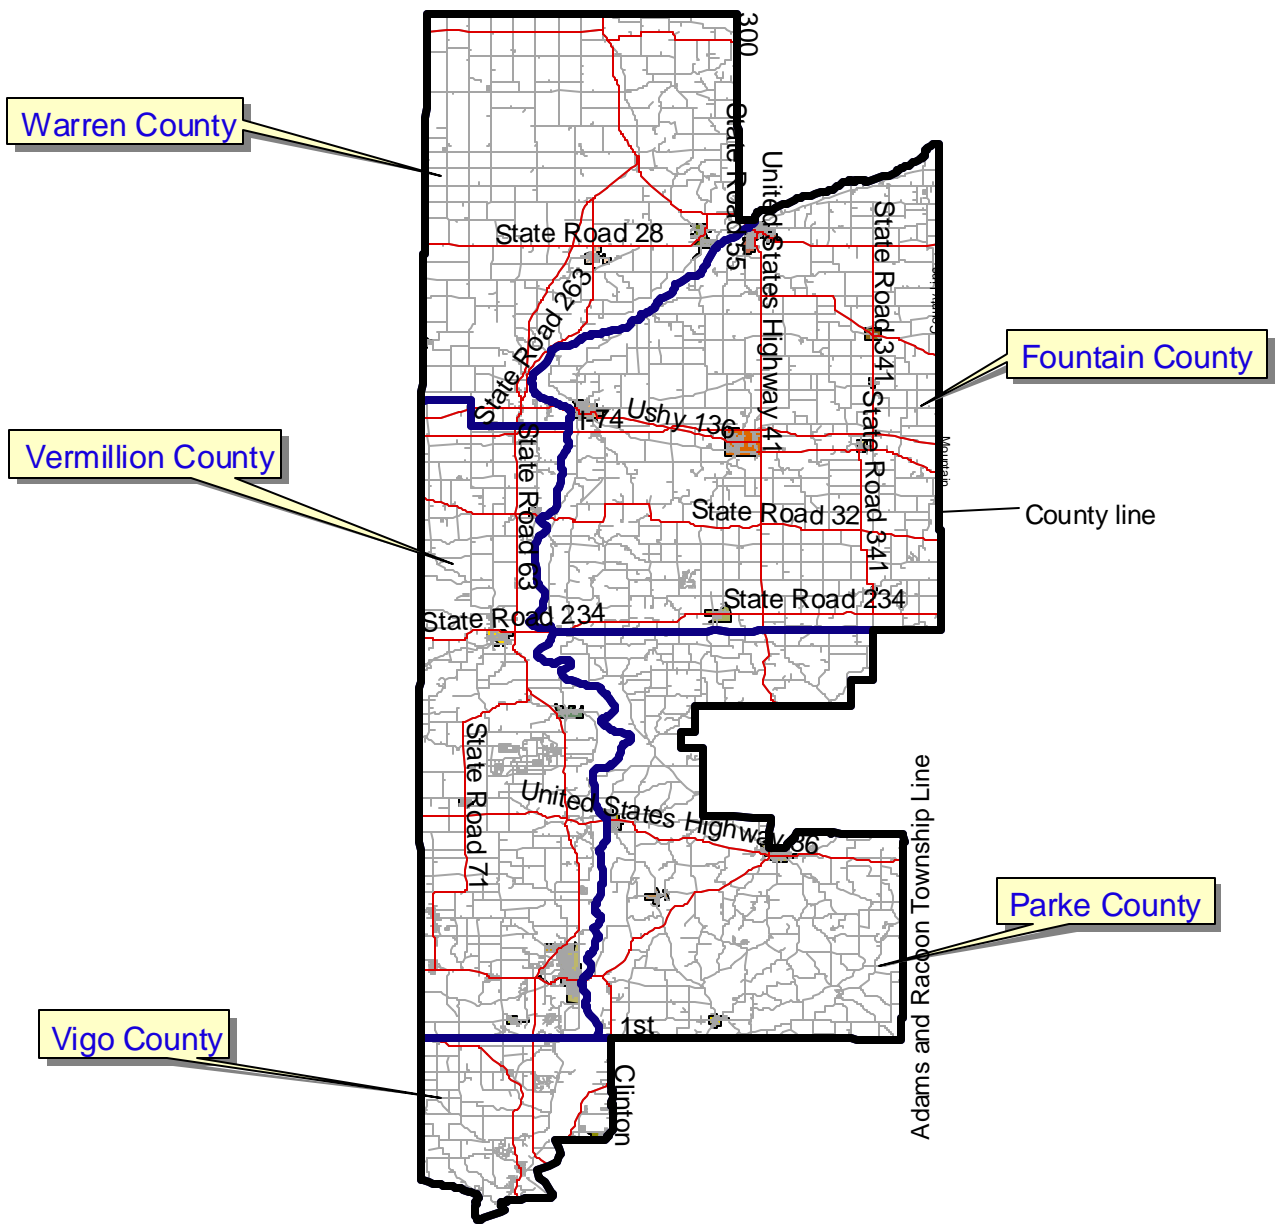 300
Warren County
State Road 55
United States Highway 41
State Road 28
State Road 341
State Road 263
Fountain County
Ushy 136
I-74
State Road 341
Vermillion County
State Road 63
Mountain
State Road 32
County line
State Road 234
State Road 234
State Road 71
United States Highway 36
Adams and Racoon Township Line
Parke County
1st
Vigo County
Clinton